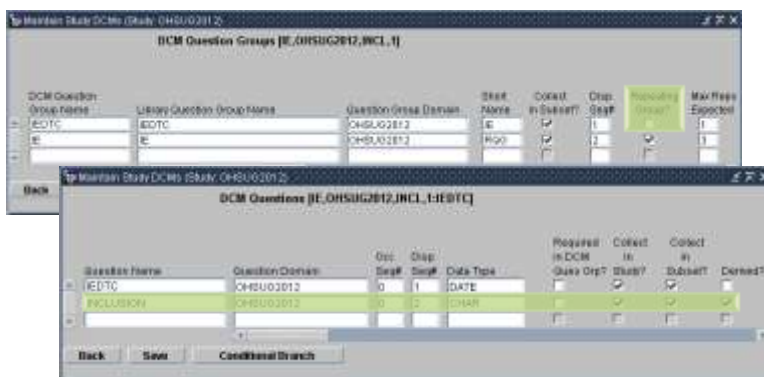 Maintain Study DCMs (Study: OHSUG2012)
DCM Question Groups [IE,OHSUG2012,INCL,1]
DCM Question Group Name Library Question Group Name Question Group Domain Short Name Collect in Subset? Disp Seq# Repeating Group? Max Reps Expected
IEDTC IEDTC OHSUG2012 IE 1 1
IE IE OHSUG2012 2 3
Back
Maintain Study DCMs (Study: OHSUG2012)
DCM Questions [IE,OHSUG2012,INCL,1:IEDTC]
Question Name Question Domain Occ Seq# Disp Seq# Data Type Required in DCM Ques Grp? Collect in Study? Collect in Subset? Derived?
IEDTC OHSUG2012 0 1 DATE
INCLUSION OHSUG2012 0 2 CHAR
Back Save Conditional Branch